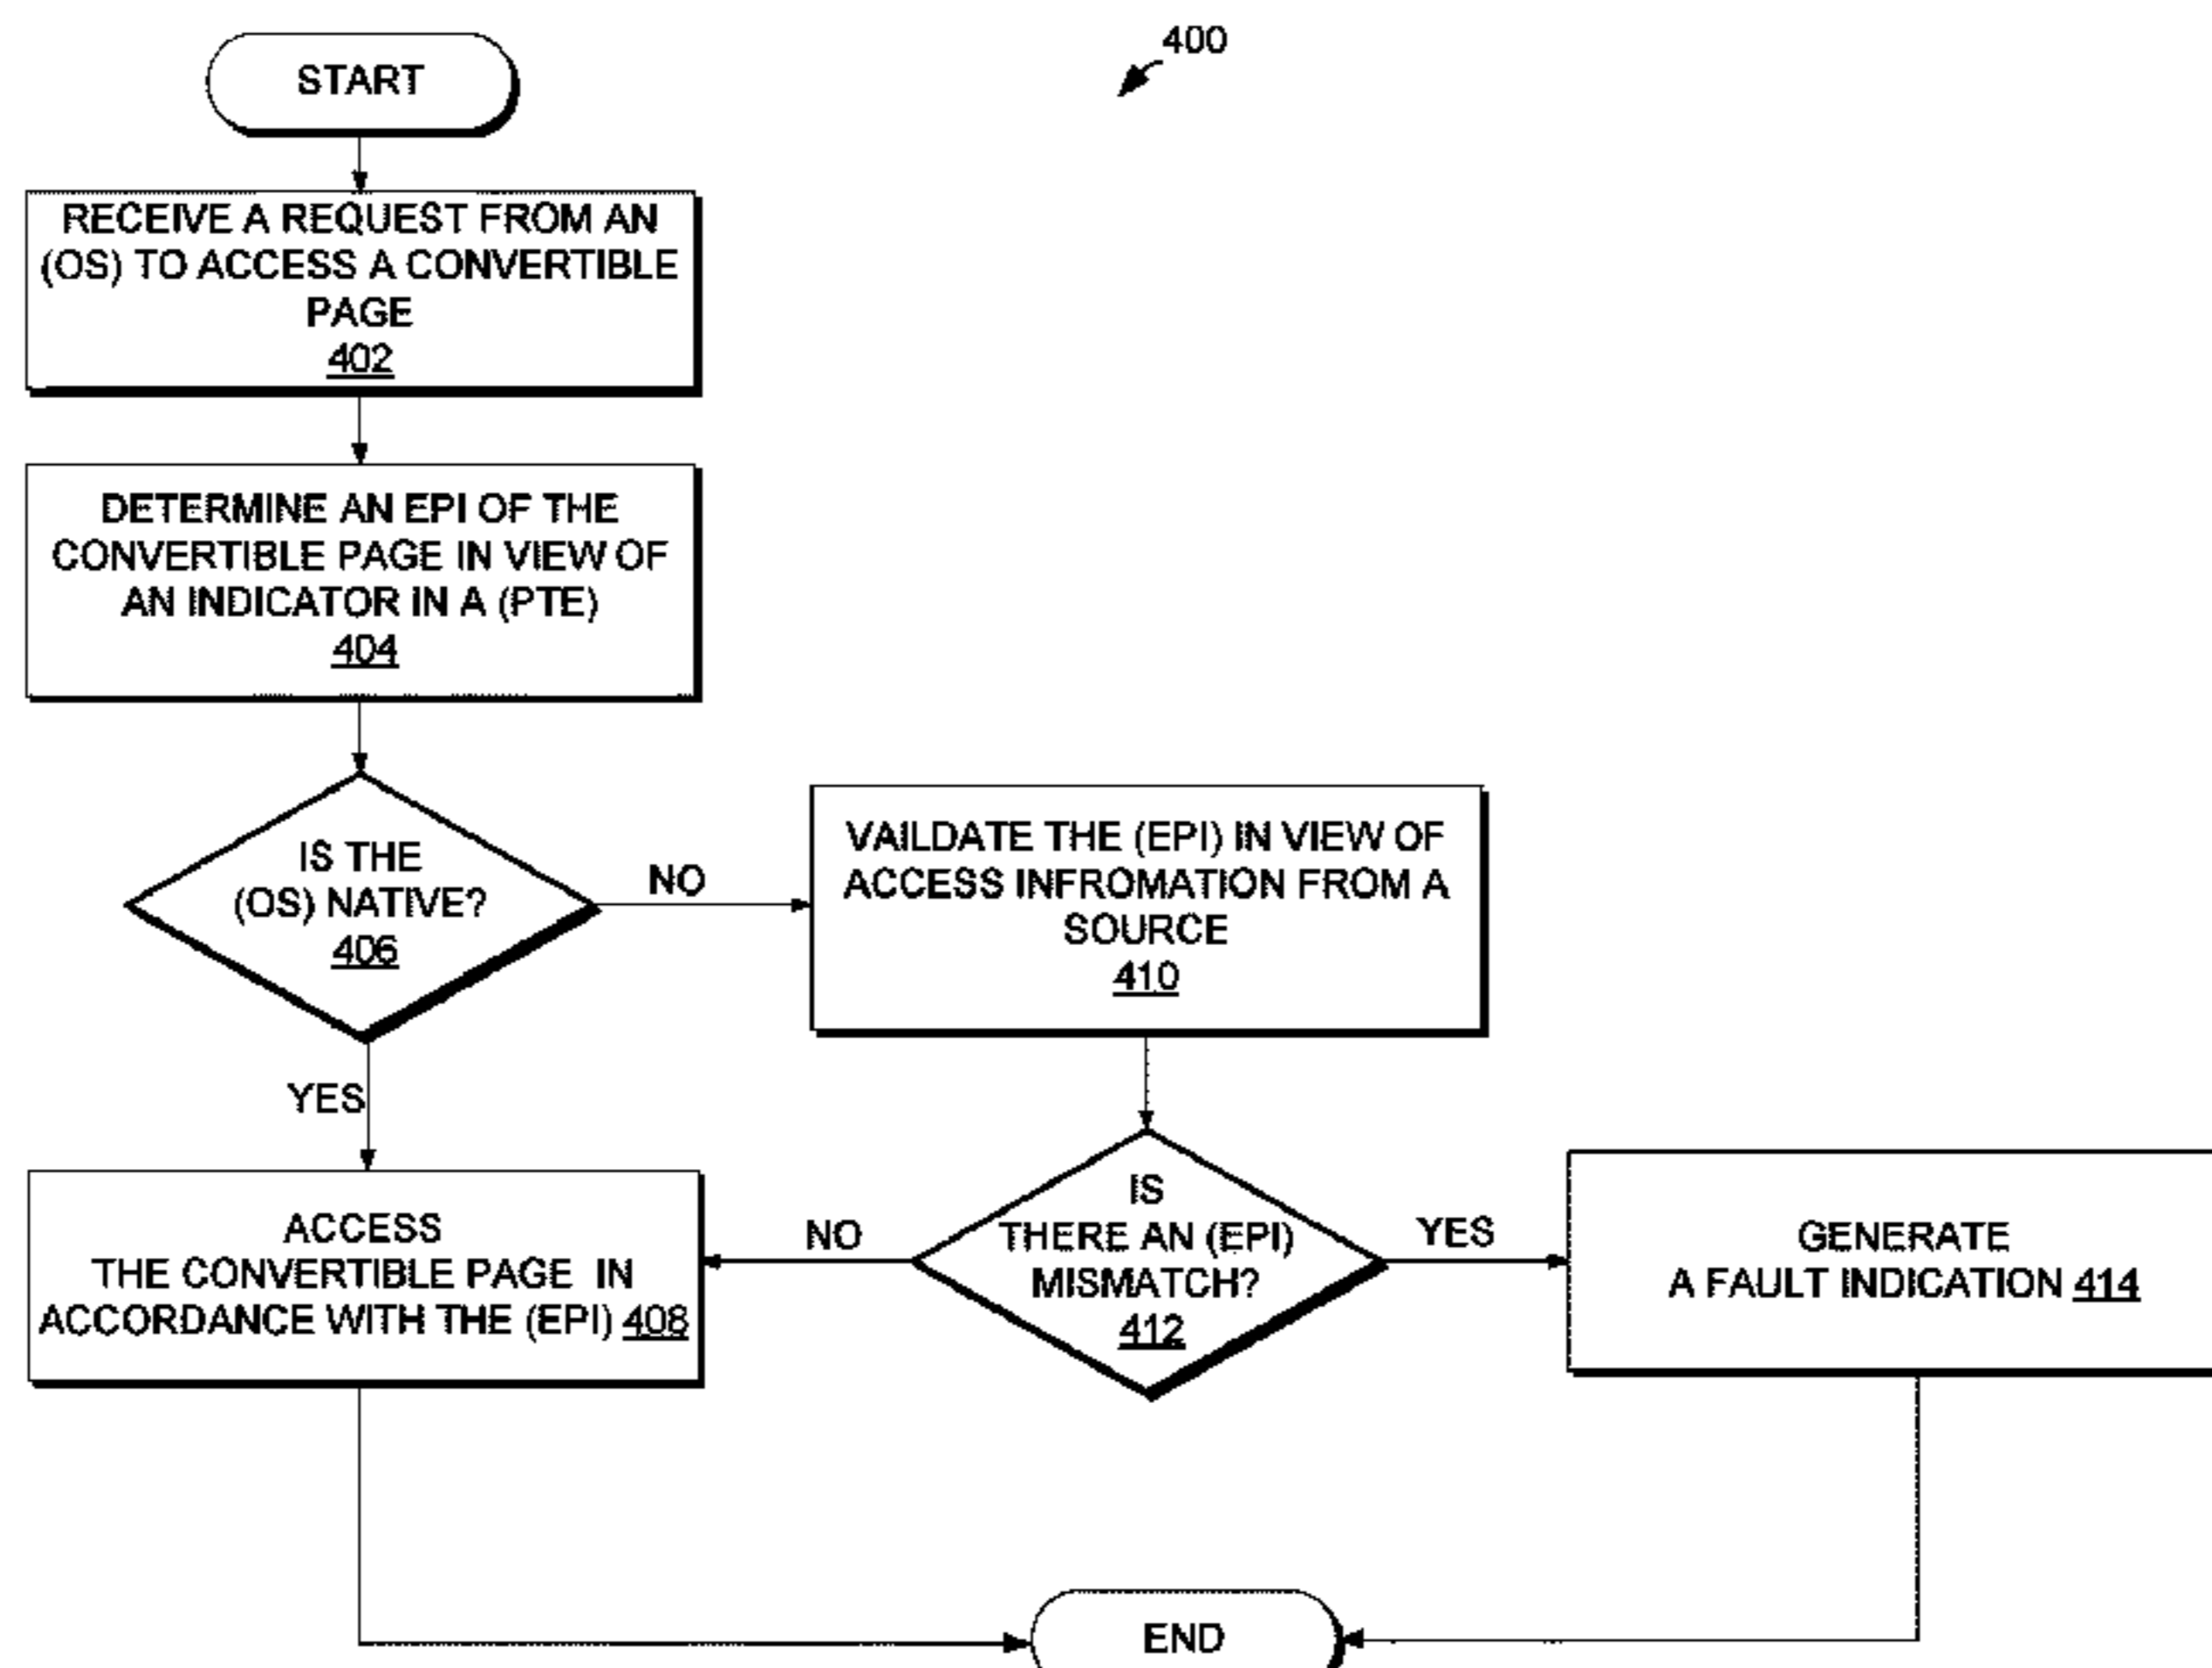 400
START
RECEIVE A REQUEST FROM AN
(OS) TO ACCESS A CONVERTIBLE
PAGE
402
DETERMINE AN EPI OF THE
CONVERTIBLE PAGE IN VIEW OF
AN INDICATOR IN A (PTE)
404
IS THE
(OS) NATIVE?
406
NO
VAILDATE THE (EPI) IN VIEW OF
ACCESS INFROMATION FROM A
SOURCE
410
YES
ACCESS
THE CONVERTIBLE PAGE IN
ACCORDANCE WITH THE (EPI) 408
NO
IS
THERE AN (EPI)
MISMATCH?
412
YES
GENERATE
A FAULT INDICATION 414
END